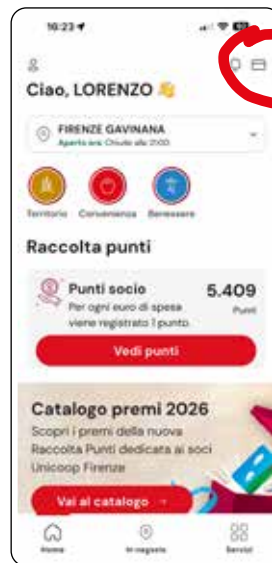 16:23
Ciao, LORENZO 👋
FIRENZE GAVINANA
Aperto ora: Chiude alle 21:00
Territorio Convenienza Benessere
Raccolta punti
Punti socio 5.409
Per ogni euro di spesa Punti
viene registrato 1 punto.
Vedi punti
Catalogo premi 2026
Scopri i premi della nuova
Raccolta Punti dedicata ai soci
Unicoop Firenze
Vai al catalogo →
Home In negozio Servizi